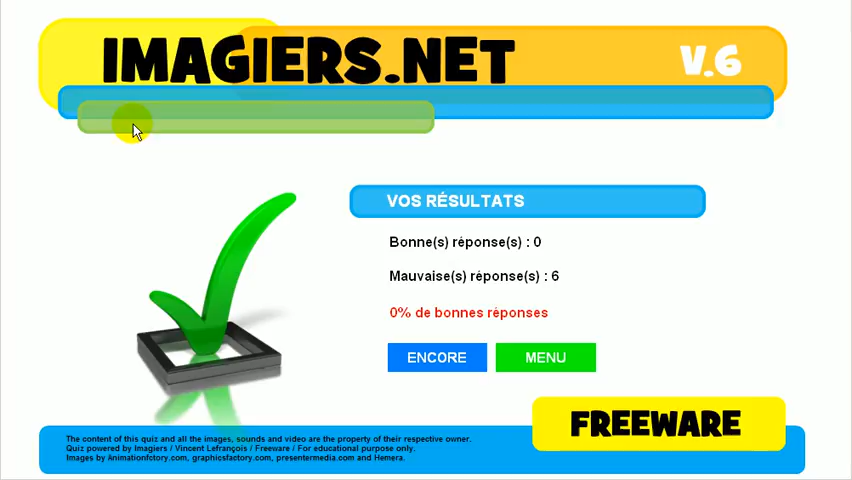 IMAGIERS.NET
V.6
VOS RÉSULTATS
Bonne(s) réponse(s) : 0
Mauvaise(s) réponse(s) : 6
0% de bonnes réponses
ENCORE
MENU
FREEWARE
The content of this quiz and all the images, sounds and video are the property of their respective owner.
Quiz powered by Imagiers / Vincent Lefrançois / Freeware / For educational purpose only.
Images by Animationfctory.com, graphicsfactory.com, presentermedia.com and Hemera.